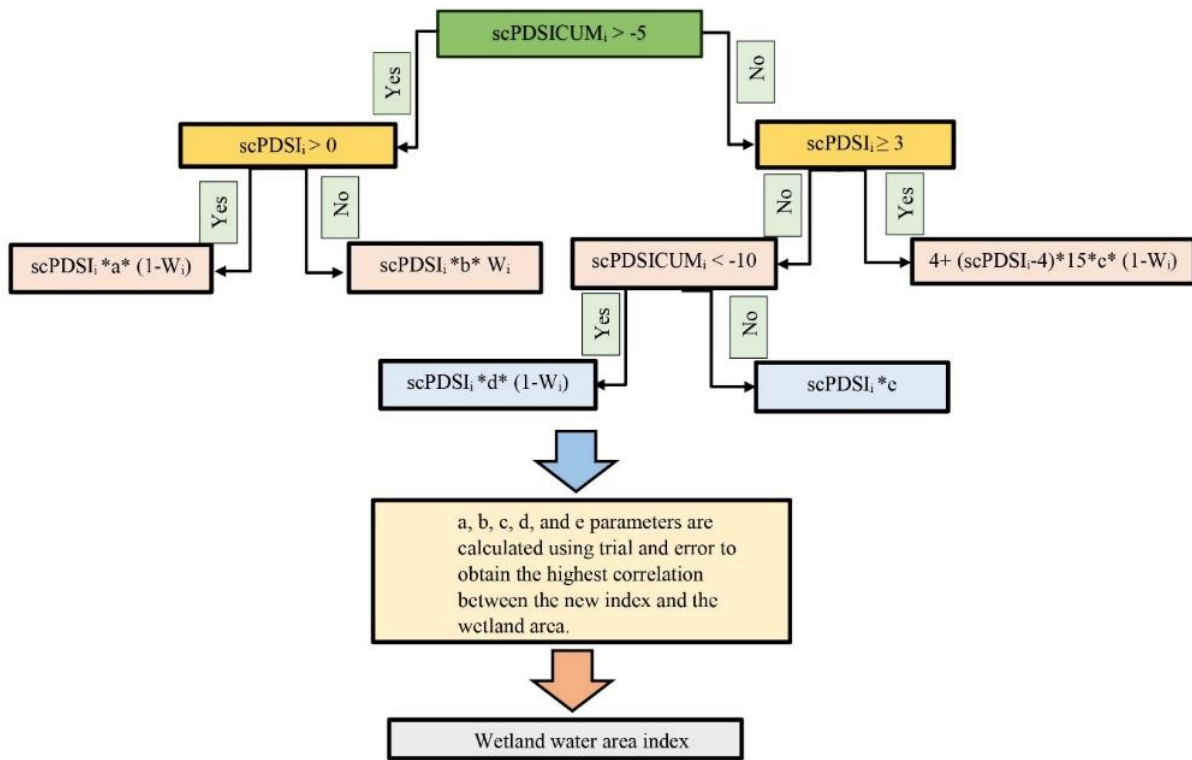 scPDSICUMᵢ > -5
Yes
No
scPDSIᵢ > 0
scPDSIᵢ ≥ 3
Yes
No
No
Yes
scPDSIᵢ *a* (1-Wᵢ)
scPDSIᵢ *b* Wᵢ
scPDSICUMᵢ < -10
4+ (scPDSIᵢ-4)*15*c* (1-Wᵢ)
Yes
No
scPDSIᵢ *d* (1-Wᵢ)
scPDSIᵢ *c
a, b, c, d, and e parameters are
calculated using trial and error to
obtain the highest correlation
between the new index and the
wetland area.
Wetland water area index